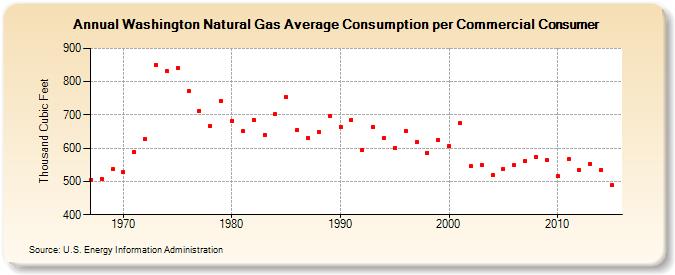 Annual Washington Natural Gas Average Consumption per Commercial Consumer
Thousand Cubic Feet
900
800
700
600
500
400
1970 1980 1990 2000 2010
Source: U.S. Energy Information Administration